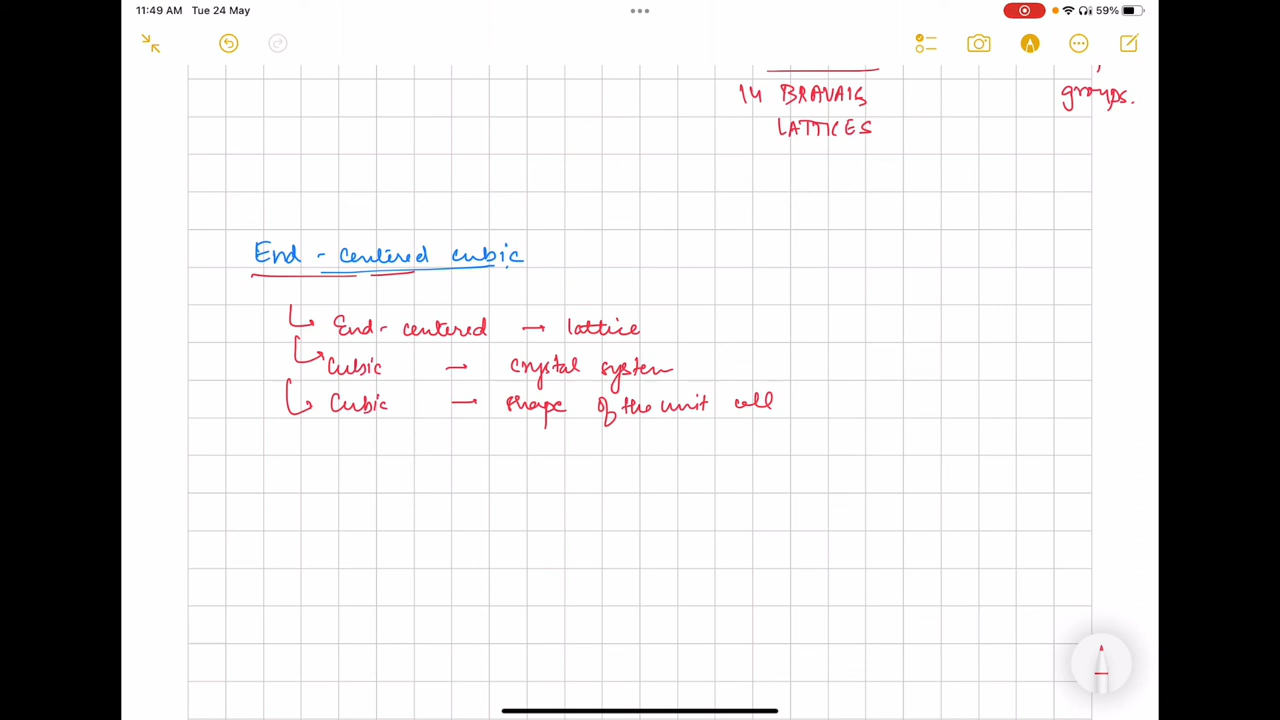 11:49 AM Tue 24 May
59%
14 BRAVAIS
LATTICES
groups.
End - centered cubic
End - centered → lattice
Cubic → crystal system
Cubic → shape of the unit cell